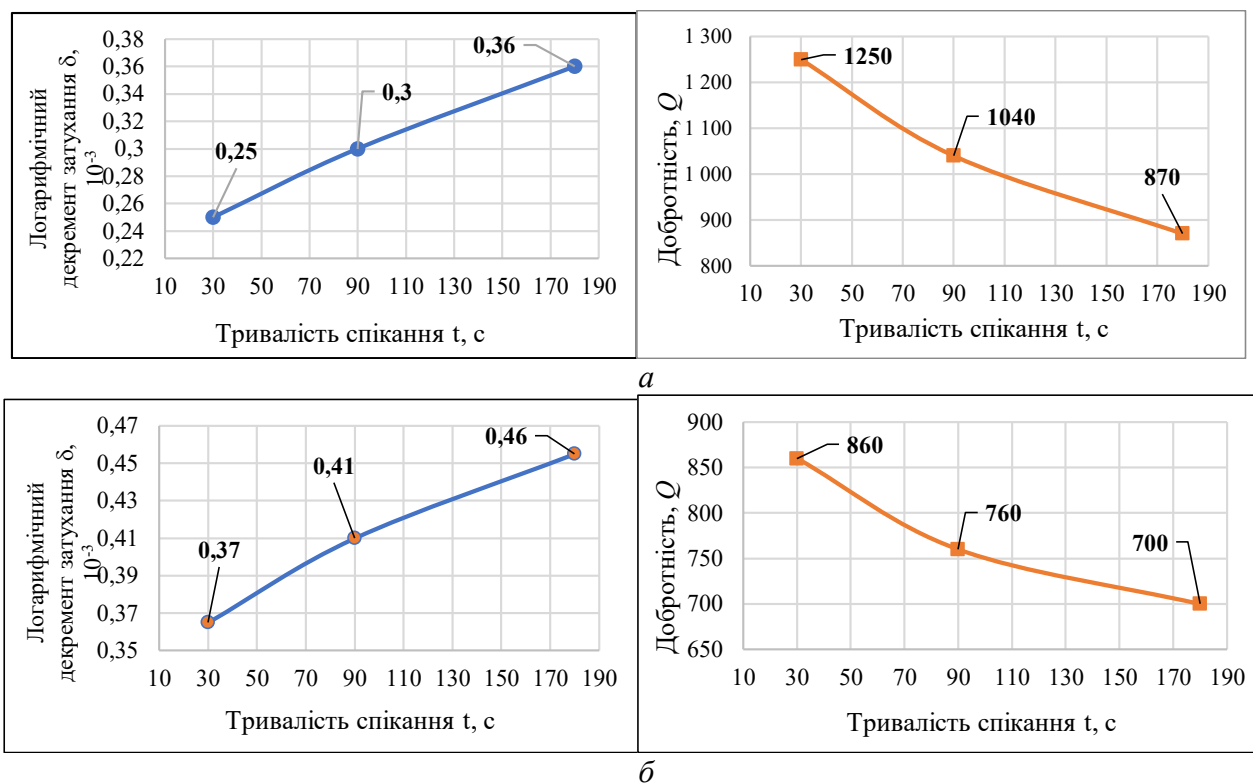 Логарифмічний
декремент затухання δ,
10⁻³
0,38
0,36
0,34
0,32
0,3
0,28
0,26
0,24
0,22
0,25
0,3
0,36
10 30 50 70 90 110 130 150 170 190
Тривалість спікання t, с
Добротність, Q
1 300
1 200
1 100
1 000
900
800
1250
1040
870
10 30 50 70 90 110 130 150 170 190
Тривалість спікання t, с
а
Логарифмічний
декремент затухання δ,
10⁻³
0,47
0,45
0,43
0,41
0,39
0,37
0,35
0,37
0,41
0,46
10 30 50 70 90 110 130 150 170 190
Тривалість спікання t, с
Добротність, Q
900
850
800
750
700
650
860
760
700
10 30 50 70 90 110 130 150 170 190
Тривалість спікання t, с
б